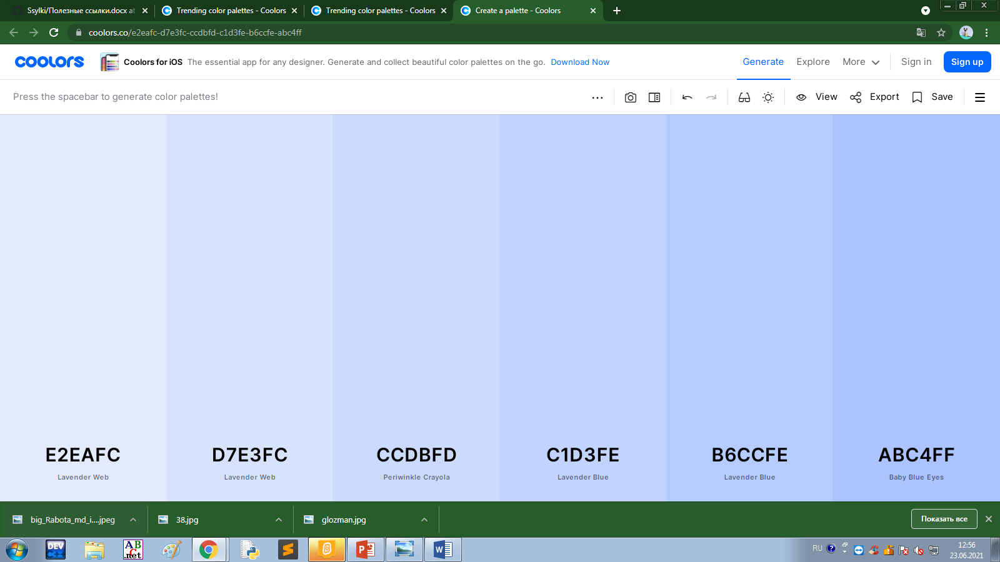 Ssylki/Полезные ссылки.docx at
Trending color palettes - Coolors
Trending color palettes - Coolors
Create a palette - Coolors
coolors.co/e2eafc-d7e3fc-ccdbfd-c1d3fe-b6ccfe-abc4ff
coolors
Coolors for iOS The essential app for any designer. Generate and collect beautiful color palettes on the go. Download Now
Generate Explore More Sign in Sign up
Press the spacebar to generate color palettes!
View Export Save
E2EAFC D7E3FC CCDBFD C1D3FE B6CCFE ABC4FF
Lavender Web Lavender Web Periwinkle Crayola Lavender Blue Lavender Blue Baby Blue Eyes
big_Rabota_md_i....jpeg 38.jpg glozman.jpg Показать все
DEV C++
ABC .net
P
W
RU
12:56
23.06.2021